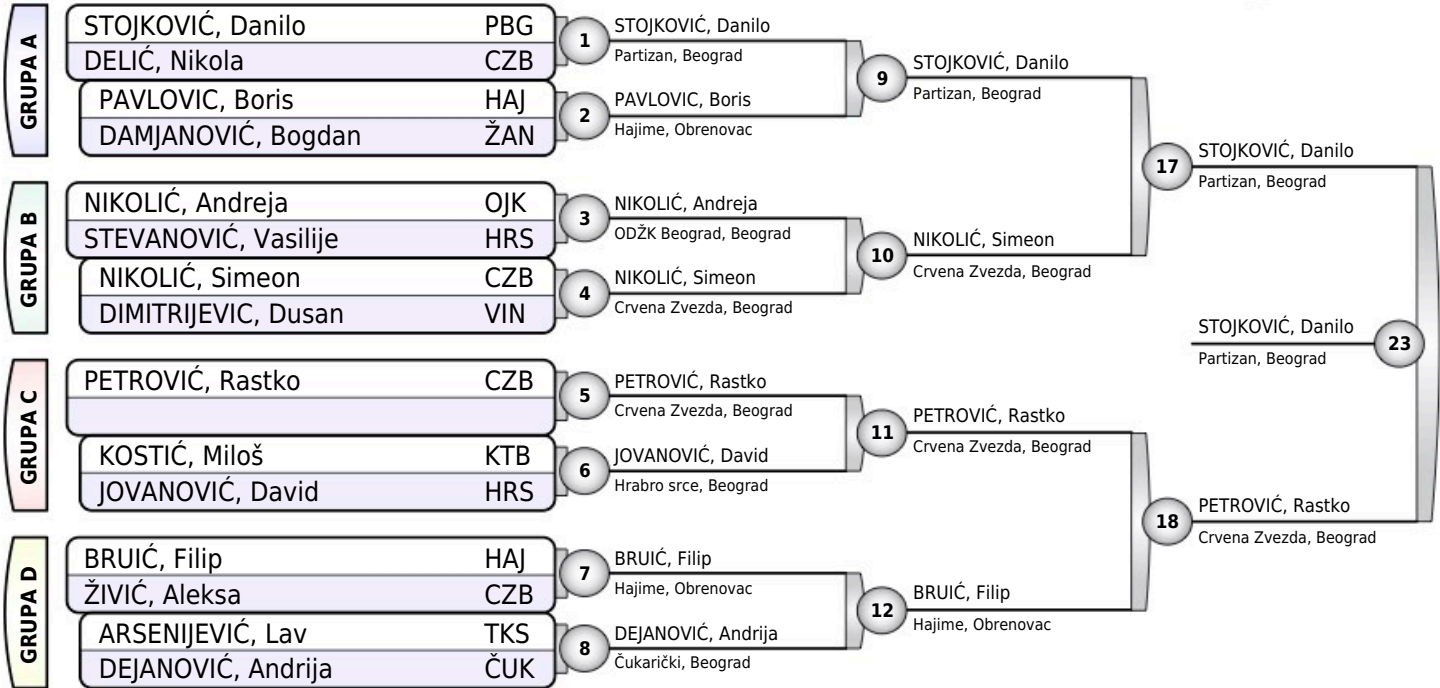 GRUPA A
STOJKOVIĆ, Danilo PBG
DELIĆ, Nikola CZB
PAVLOVIC, Boris HAJ
DAMJANOVIĆ, Bogdan ŽAN
GRUPA B
NIKOLIĆ, Andreja OJK
STEVANOVIĆ, Vasilije HRS
NIKOLIĆ, Simeon CZB
DIMITRIJEVIC, Dusan VIN
GRUPA C
PETROVIĆ, Rastko CZB
KOSTIĆ, Miloš KTB
JOVANOVIĆ, David HRS
GRUPA D
BRUIĆ, Filip HAJ
ŽIVIĆ, Aleksa CZB
ARSENIJEVIĆ, Lav TKS
DEJANOVIĆ, Andrija ČUK
1
STOJKOVIĆ, Danilo
Partizan, Beograd
2
PAVLOVIC, Boris
Hajime, Obrenovac
3
NIKOLIĆ, Andreja
ODŽK Beograd, Beograd
4
NIKOLIĆ, Simeon
Crvena Zvezda, Beograd
5
PETROVIĆ, Rastko
Crvena Zvezda, Beograd
6
JOVANOVIĆ, David
Hrabro srce, Beograd
7
BRUIĆ, Filip
Hajime, Obrenovac
8
DEJANOVIĆ, Andrija
Čukarički, Beograd
9
STOJKOVIĆ, Danilo
Partizan, Beograd
10
NIKOLIĆ, Simeon
Crvena Zvezda, Beograd
11
PETROVIĆ, Rastko
Crvena Zvezda, Beograd
12
BRUIĆ, Filip
Hajime, Obrenovac
17
STOJKOVIĆ, Danilo
Partizan, Beograd
18
PETROVIĆ, Rastko
Crvena Zvezda, Beograd
STOJKOVIĆ, Danilo
Partizan, Beograd
23